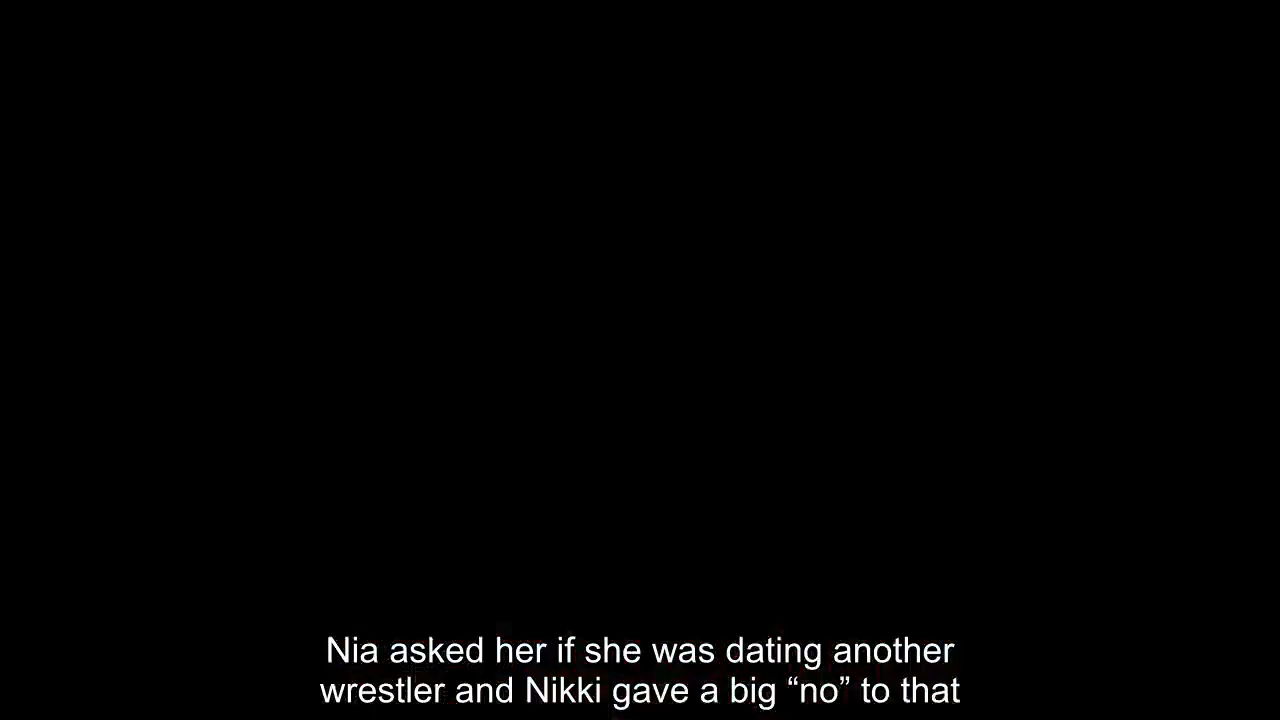 Nia asked her if she was dating another
wrestler and Nikki gave a big “no” to that